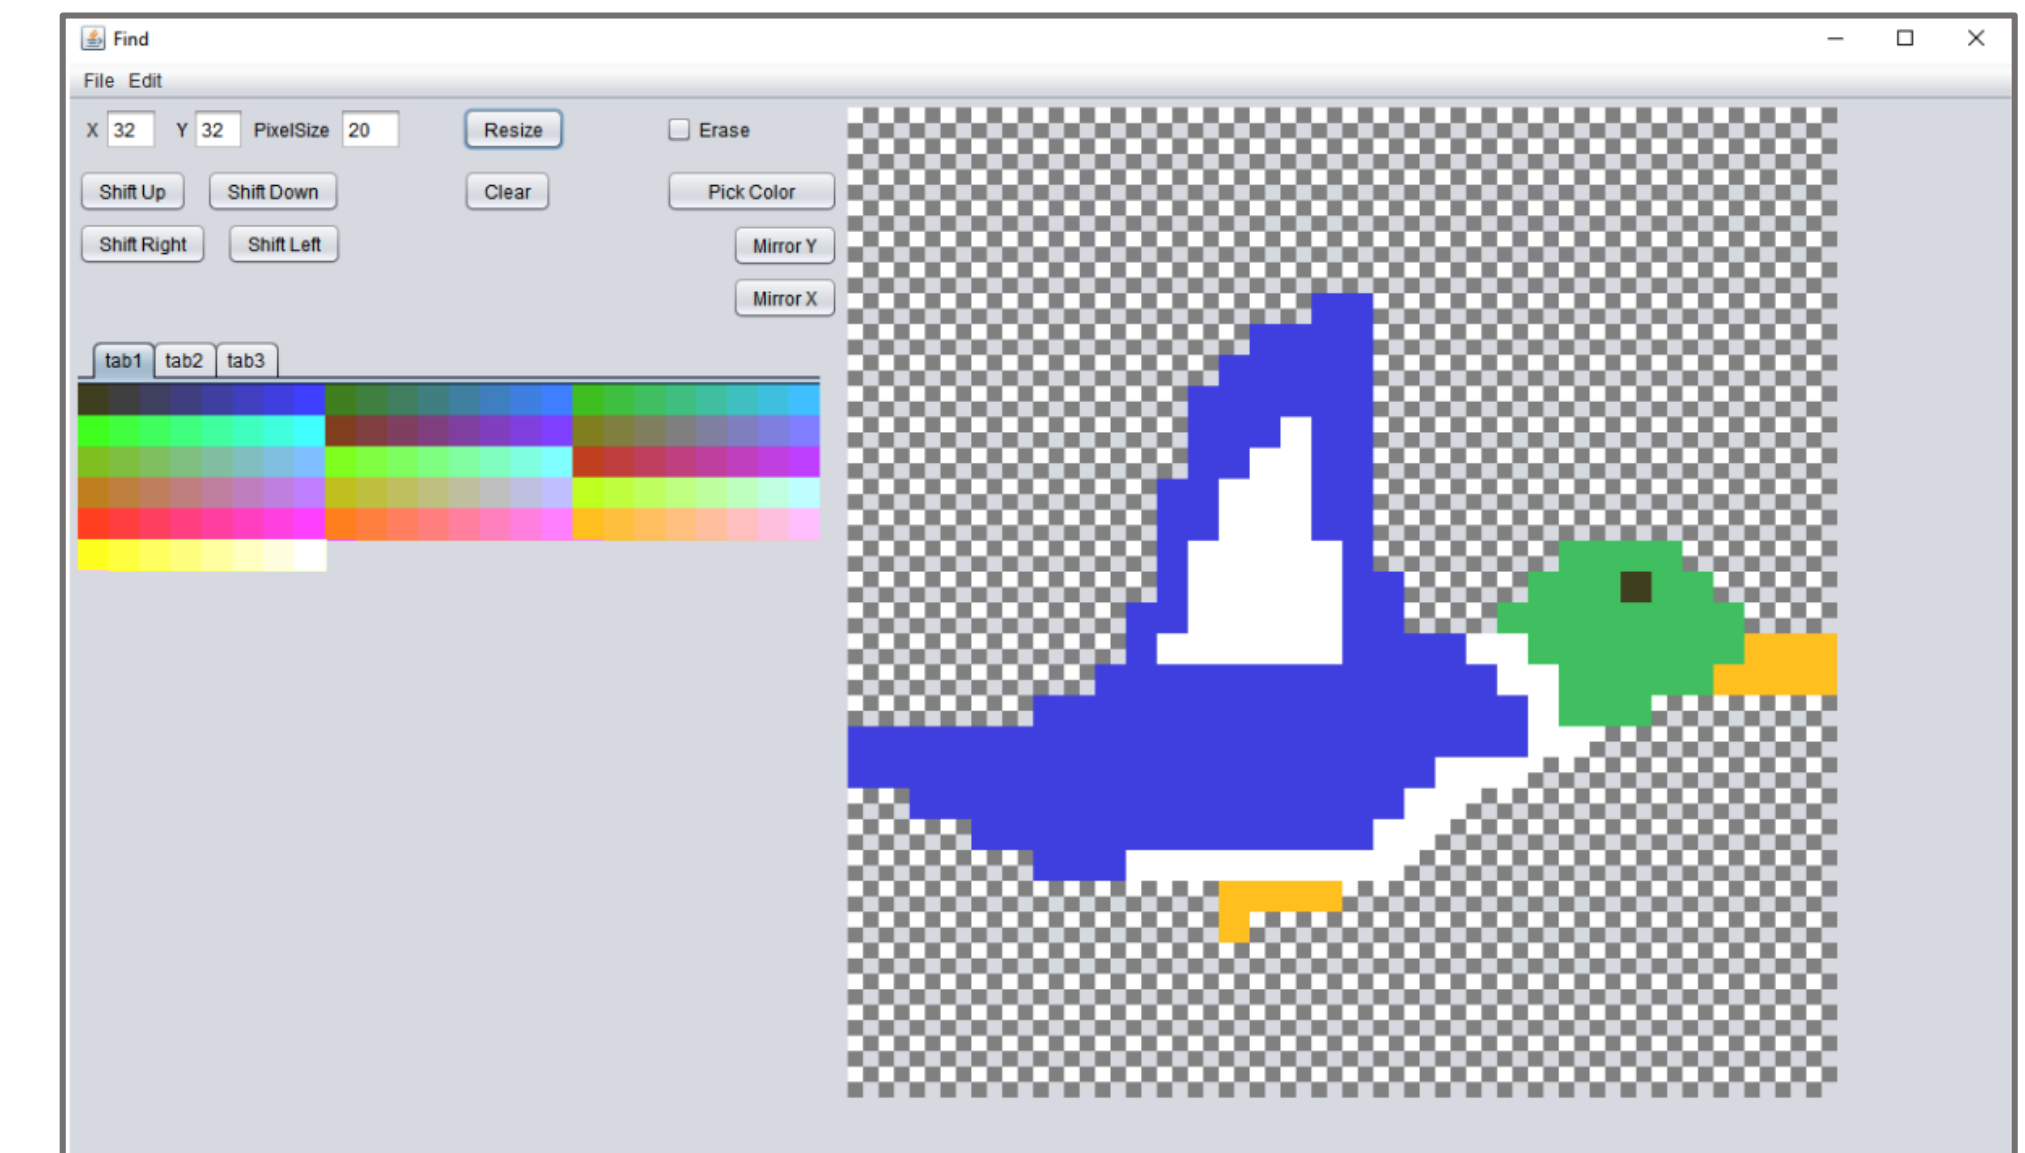 Find
File Edit
X 32 Y 32 PixelSize 20 Resize Erase
Shift Up Shift Down Clear Pick Color
Shift Right Shift Left Mirror Y
Mirror X
tab1 tab2 tab3